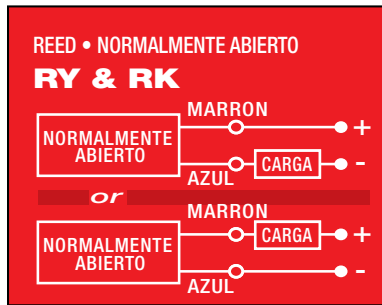 REED • NORMALMENTE ABIERTO
RY & RK
MARRON
NORMALMENTE
ABIERTO
+
CARGA
-
AZUL
or
MARRON
NORMALMENTE
ABIERTO
CARGA
+
-
AZUL